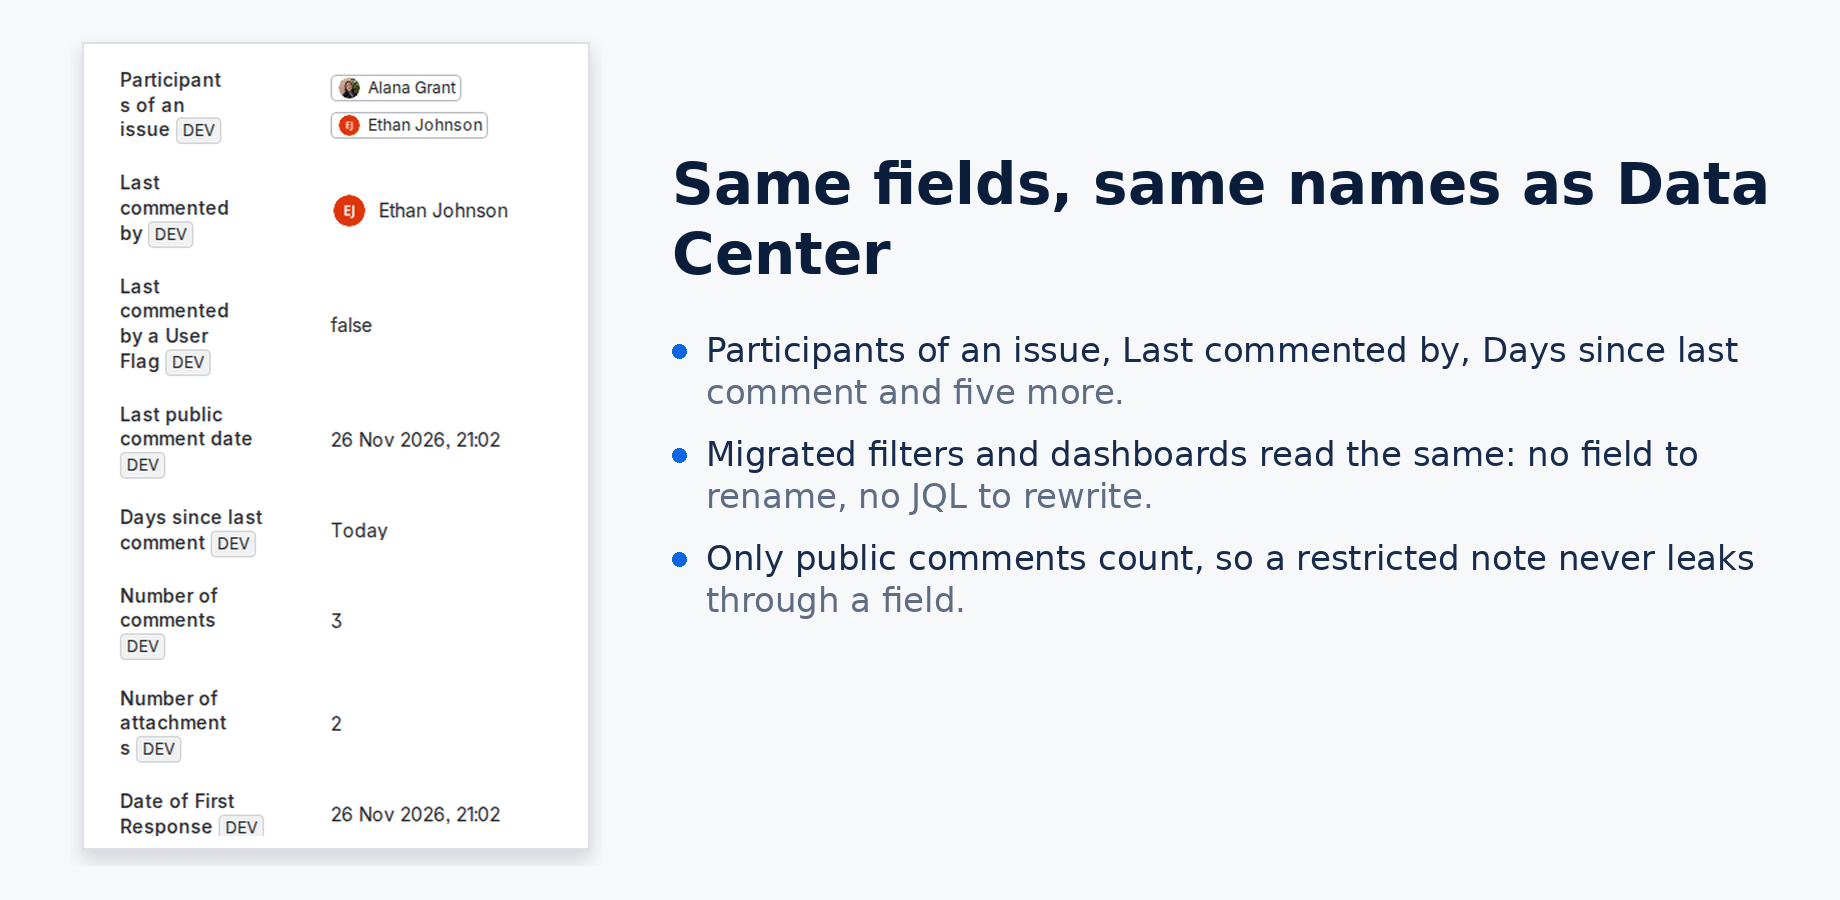 Participant
s of an
issue DEV
Alana Grant
EJ Ethan Johnson
Last
commented
by DEV
EJ Ethan Johnson
Last
commented
by a User
Flag DEV
false
Last public
comment date
DEV
26 Nov 2026, 21:02
Days since last
comment DEV
Today
Number of
comments
DEV
3
Number of
attachment
s DEV
2
Date of First
Response DEV
26 Nov 2026, 21:02
Same fields, same names as Data
Center
Participants of an issue, Last commented by, Days since last
comment and five more.
Migrated filters and dashboards read the same: no field to
rename, no JQL to rewrite.
Only public comments count, so a restricted note never leaks
through a field.